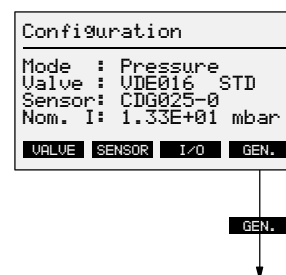 Configuration
Mode : Pressure
Valve : VDE016 STD
Sensor: CDG025-0
Nom. I: 1.33E+01 mbar
VALVE SENSOR I/O GEN.
GEN.